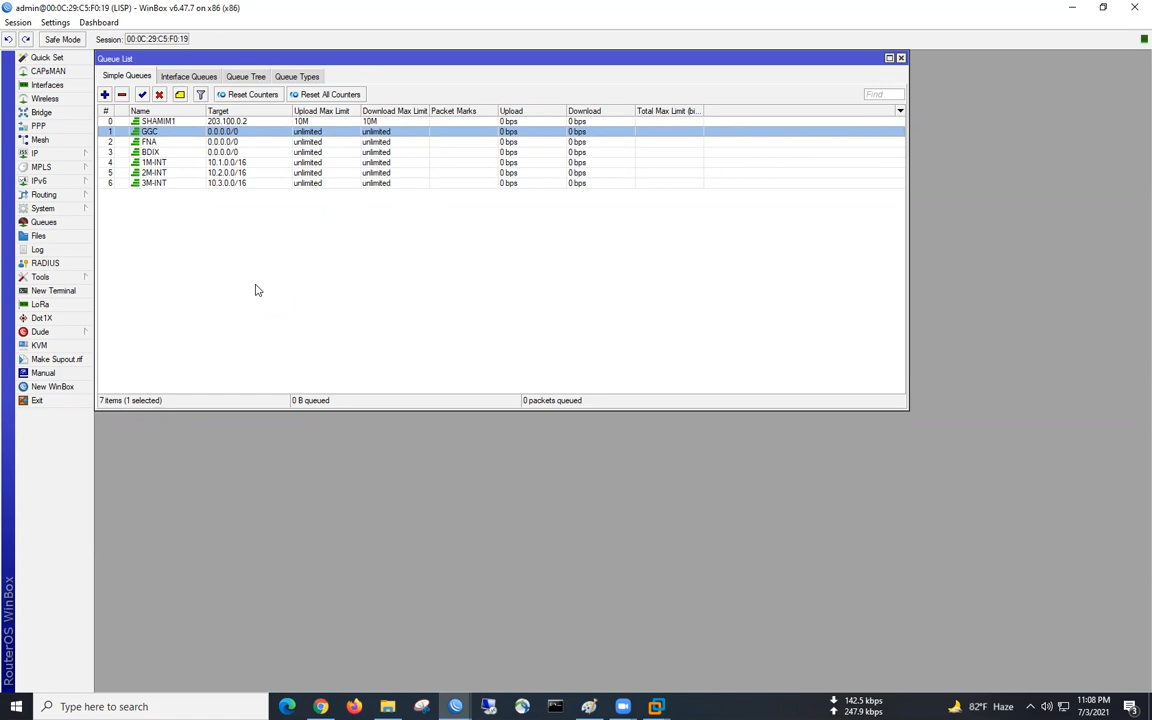 admin@00:0C:29:C5:F0:19 (LISP) - WinBox v6.47.7 on x86 (x86)
Session Settings Dashboard
Safe Mode Session: 00:0C:29:C5:F0:19
Quick Set
CAPsMAN
Interfaces
Wireless
Bridge
PPP
Mesh
IP
MPLS
IPv6
Routing
System
Queues
Files
Log
RADIUS
Tools
New Terminal
LoRa
Dot1X
Dude
KVM
Make Supout.rif
Manual
New WinBox
Exit
RouterOS WinBox
Queue List
Simple Queues Interface Queues Queue Tree Queue Types
Reset Counters Reset All Counters Find
# Name Target Upload Max Limit Download Max Limit Packet Marks Upload Download Total Max Limit (bi...
0 SHAMIM1 203.100.0.2 10M 10M 0 bps 0 bps
1 GGC 0.0.0.0/0 unlimited unlimited 0 bps 0 bps
2 FNA 0.0.0.0/0 unlimited unlimited 0 bps 0 bps
3 BDIX 0.0.0.0/0 unlimited unlimited 0 bps 0 bps
4 1M-INT 10.1.0.0/16 unlimited unlimited 0 bps 0 bps
5 2M-INT 10.2.0.0/16 unlimited unlimited 0 bps 0 bps
6 3M-INT 10.3.0.0/16 unlimited unlimited 0 bps 0 bps
7 items (1 selected) 0 B queued 0 packets queued
Type here to search
142.5 kbps
247.9 kbps
82°F Haze
11:08 PM
7/3/2021
3